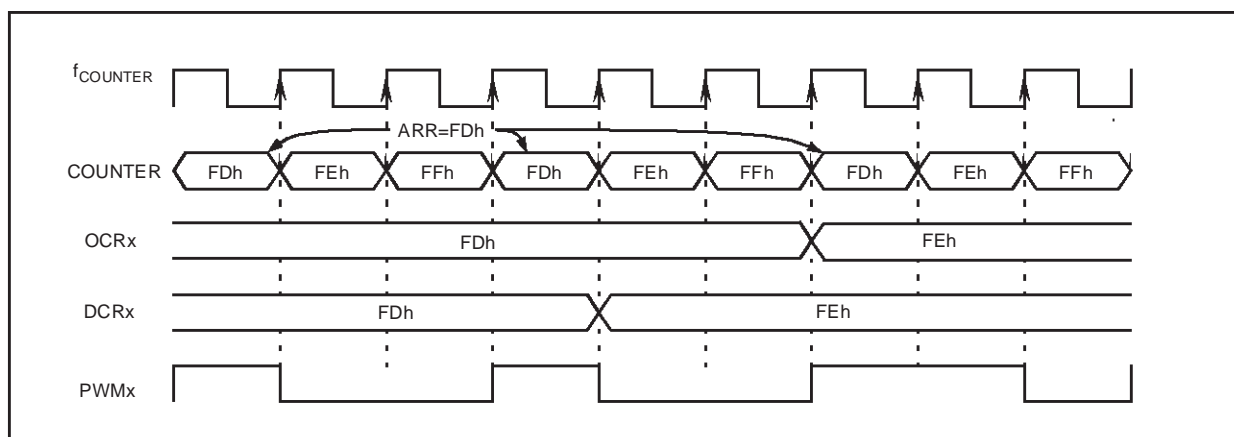 fCOUNTER
ARR=FDh
COUNTER FDh FEh FFh FDh FEh FFh FDh FEh FFh
OCRx FDh FEh
DCRx FDh FEh
PWMx